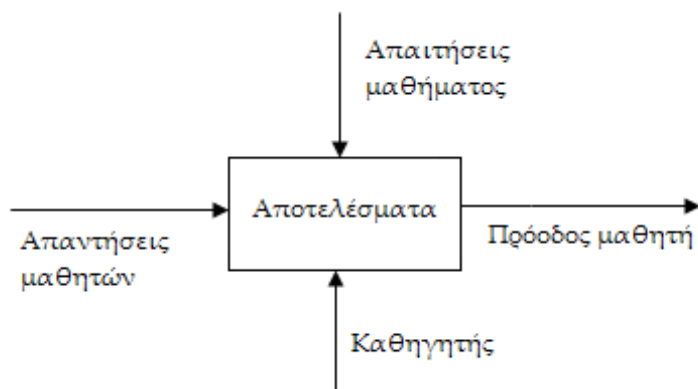 Απαιτήσεις
μαθήματος
Αποτελέσματα
Απαντήσεις
μαθητών
Πρόοδος μαθητή
Καθηγητής